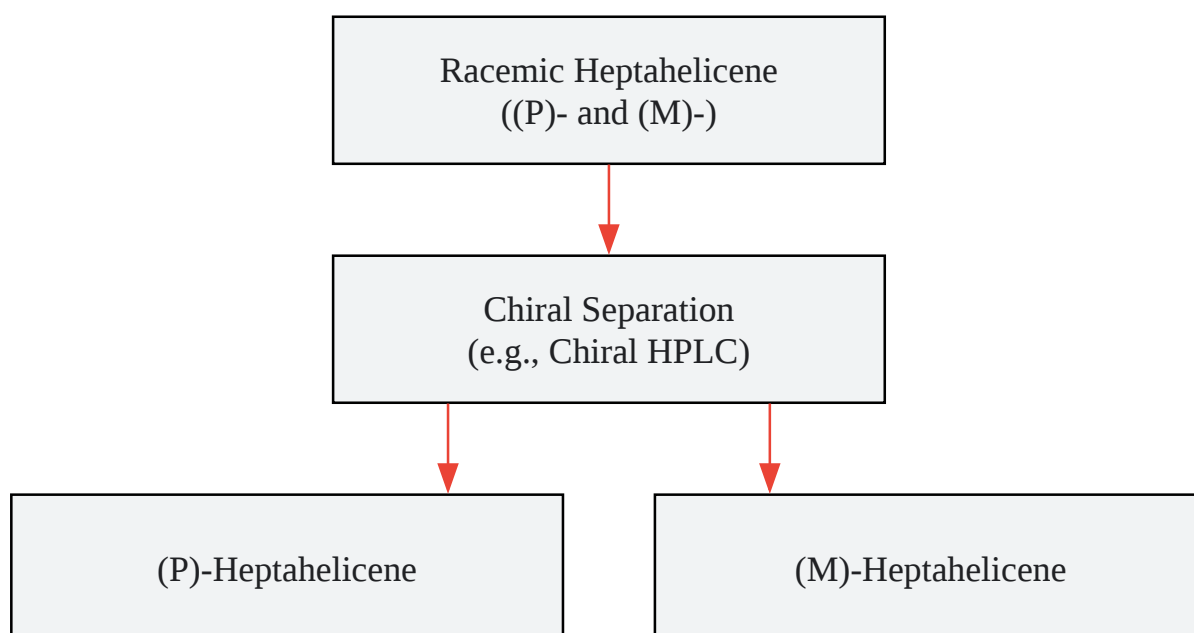 Racemic Heptahelicene
((P)- and (M)-)
Chiral Separation
(e.g., Chiral HPLC)
(P)-Heptahelicene
(M)-Heptahelicene